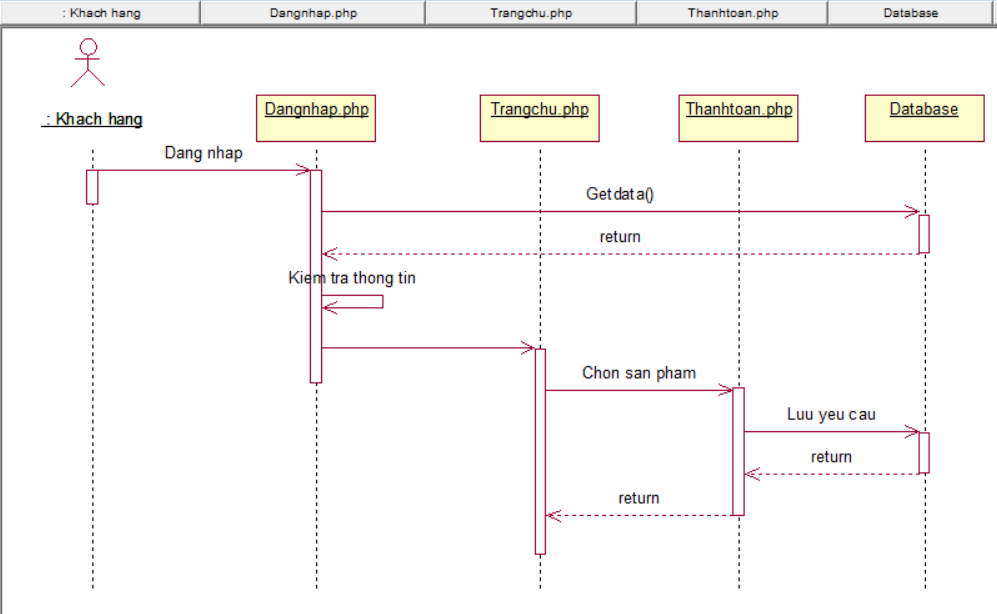 : Khach hang
Dangnhap.php
Trangchu.php
Thanhtoan.php
Database
: Khach hang
Dangnhap.php
Trangchu.php
Thanhtoan.php
Database
Dang nhap
Getdata()
return
Kiem tra thong tin
Chon san pham
Luu yeu cau
return
return